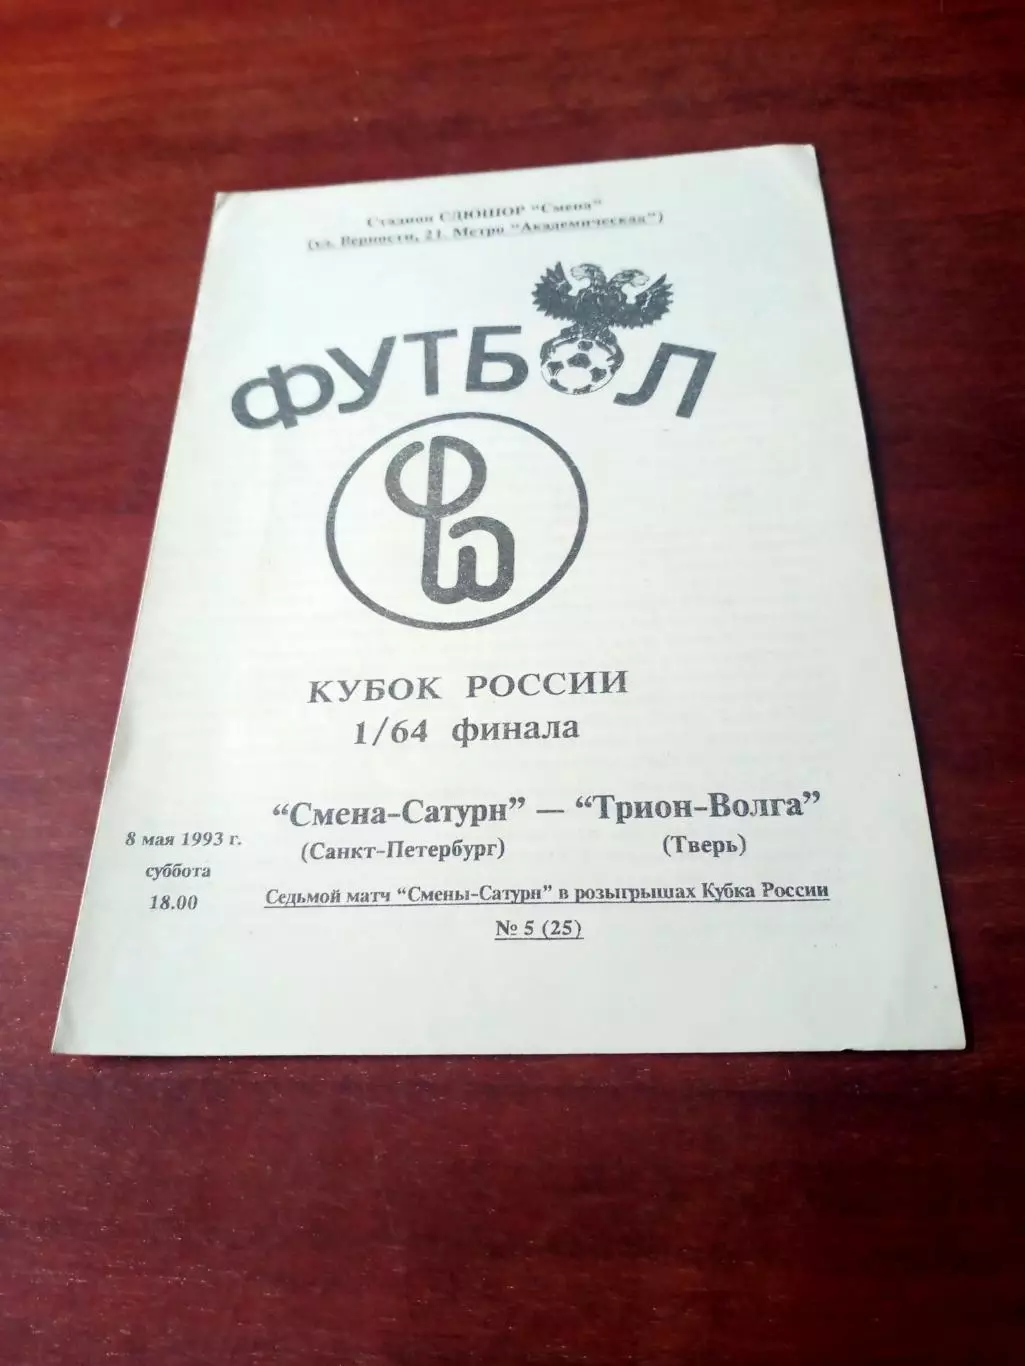 Стадион СДЮШОР "Смена"
(ул. Верности, 21. Метро "Академическая")
ФУТБОЛ
КУБОК РОССИИ
1/64 финала
"Смена-Сатурн" — "Трион-Волга"
(Санкт-Петербург) (Тверь)
8 мая 1993 г.
суббота
18.00
Седьмой матч "Смены-Сатурн" в розыгрышах Кубка России
№ 5 (25)